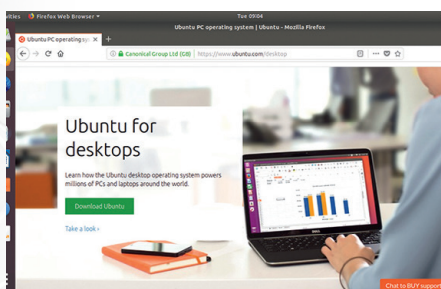 ities Firefox Web Browser Tue 09:04
Ubuntu PC operating system | Ubuntu - Mozilla Firefox
Ubuntu PC operating sy
Canonical Group Ltd (GB) https://www.ubuntu.com/desktop
Ubuntu for
desktops
Learn how the Ubuntu desktop operating system powers
millions of PCs and laptops around the world.
Download Ubuntu
Take a look ›
DELL
Chat to BUY support